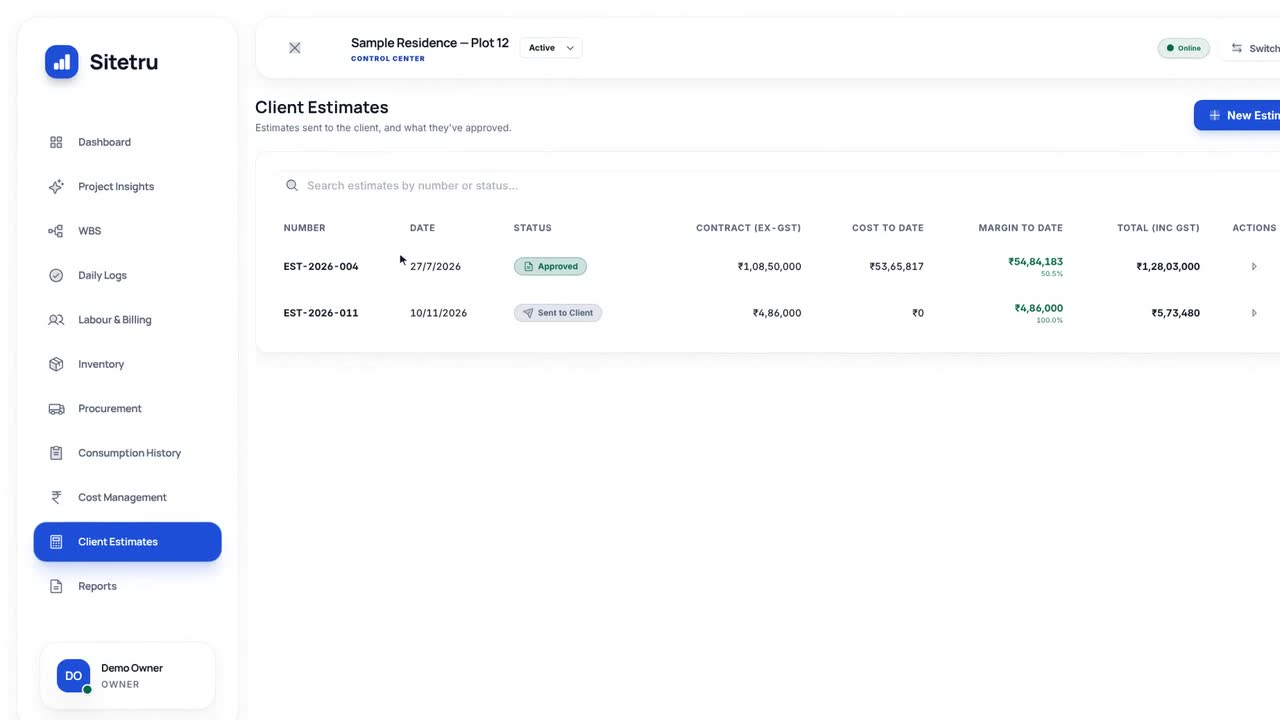 Sitetru
Dashboard
Project Insights
WBS
Daily Logs
Labour & Billing
Inventory
Procurement
Consumption History
Cost Management
Client Estimates
Reports
DO
Demo Owner
OWNER
Sample Residence — Plot 12
CONTROL CENTER
Active
Online
Switch
Client Estimates
Estimates sent to the client, and what they've approved.
New Estim
Search estimates by number or status...
NUMBER DATE STATUS CONTRACT (EX-GST) COST TO DATE MARGIN TO DATE TOTAL (INC GST) ACTIONS
EST-2026-004 27/7/2026 Approved ₹1,08,50,000 ₹53,65,817 ₹54,84,183 ₹1,28,03,000
50.5%
EST-2026-011 10/11/2026 Sent to Client ₹4,86,000 ₹0 ₹4,86,000 ₹5,73,480
100.0%